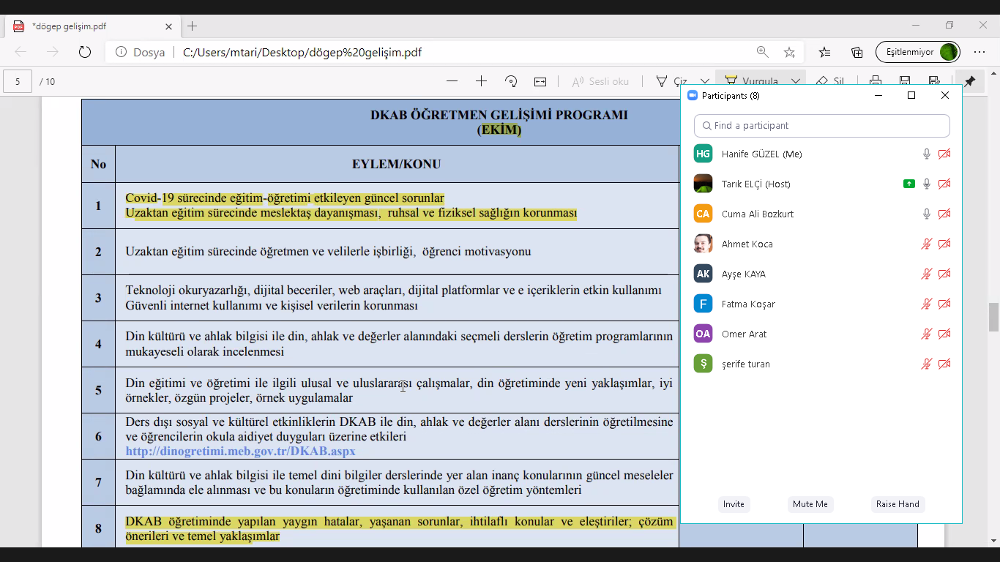 *dögep gelişim.pdf
Dosya
C:/Users/mtari/Desktop/dögep%20gelişim.pdf
Eşitlenmiyor
5 / 10
A Sesli oku
Çiz
Vurgula
Sil
DKAB ÖĞRETMEN GELİŞİMİ PROGRAMI
(EKİM)
No
EYLEM/KONU
1
Covid-19 sürecinde eğitim-öğretimi etkileyen güncel sorunlar
Uzaktan eğitim sürecinde meslektaş dayanışması, ruhsal ve fiziksel sağlığın korunması
2
Uzaktan eğitim sürecinde öğretmen ve velilerle işbirliği, öğrenci motivasyonu
3
Teknoloji okuryazarlığı, dijital beceriler, web araçları, dijital platformlar ve e içeriklerin etkin kullanımı
Güvenli internet kullanımı ve kişisel verilerin korunması
4
Din kültürü ve ahlak bilgisi ile din, ahlak ve değerler alanındaki seçmeli derslerin öğretim programlarının
mukayeseli olarak incelenmesi
5
Din eğitimi ve öğretimi ile ilgili ulusal ve uluslararası çalışmalar, din öğretiminde yeni yaklaşımlar, iyi
örnekler, özgün projeler, örnek uygulamalar
6
Ders dışı sosyal ve kültürel etkinliklerin DKAB ile din, ahlak ve değerler alanı derslerinin öğretilmesine
ve öğrencilerin okula aidiyet duyguları üzerine etkileri
http://dinogretimi.meb.gov.tr/DKAB.aspx
7
Din kültürü ve ahlak bilgisi ile temel dini bilgiler derslerinde yer alan inanç konularının güncel meseleler
bağlamında ele alınması ve bu konuların öğretiminde kullanılan özel öğretim yöntemleri
8
DKAB öğretiminde yapılan yaygın hatalar, yaşanan sorunlar, ihtilaflı konular ve eleştiriler; çözüm
önerileri ve temel yaklaşımlar
Participants (8)
Find a participant
HG Hanife GÜZEL (Me)
Tarık ELÇİ (Host)
CA Cuma Ali Bozkurt
Ahmet Koca
AK Ayşe KAYA
F Fatma Koşar
OA Omer Arat
Ş şerife turan
Invite
Mute Me
Raise Hand